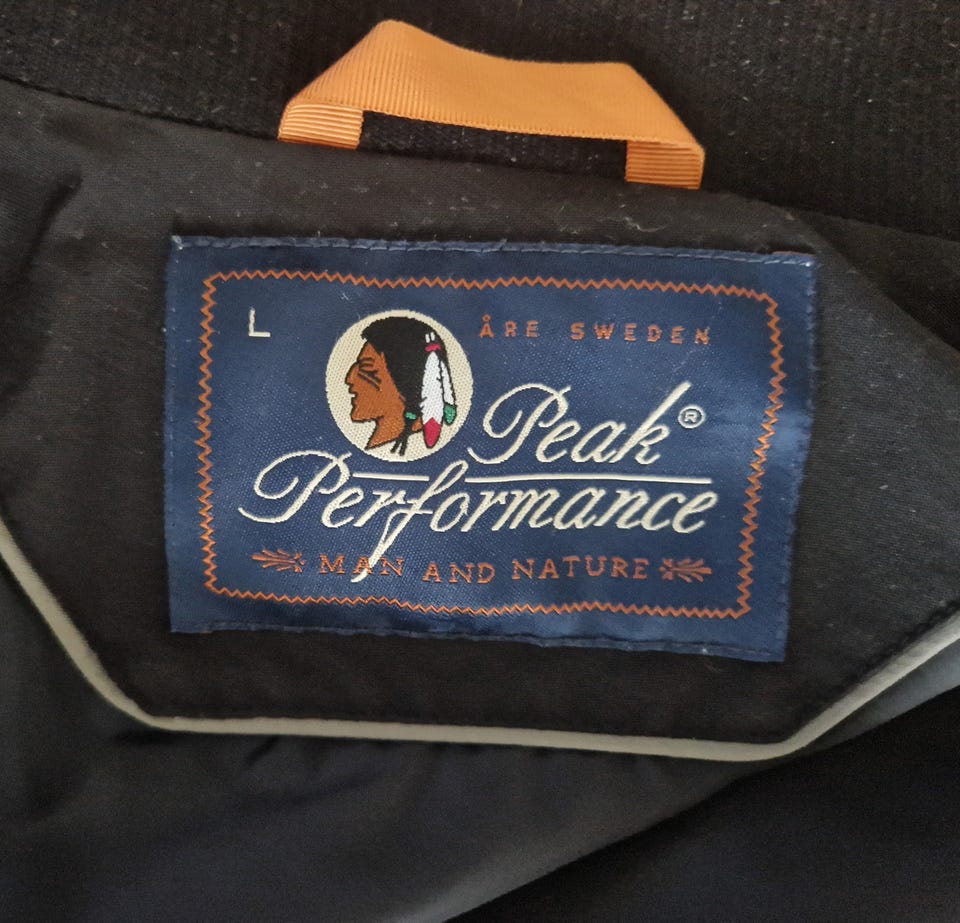 L
ÅRE SWEDEN
Peak®
Performance
MAN AND NATURE